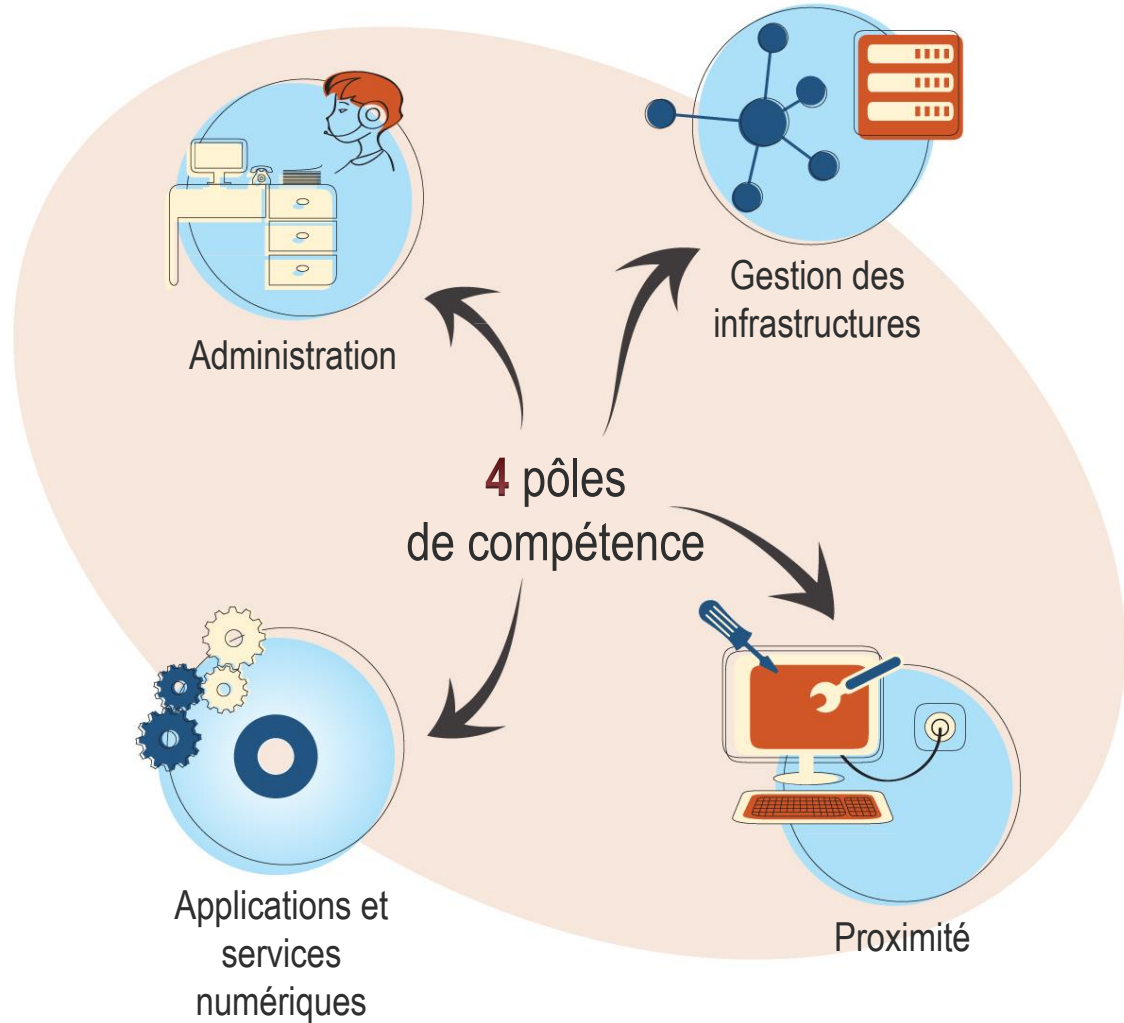 Administration
Gestion des
infrastructures
4 pôles
de compétence
Applications et
services
numériques
Proximité